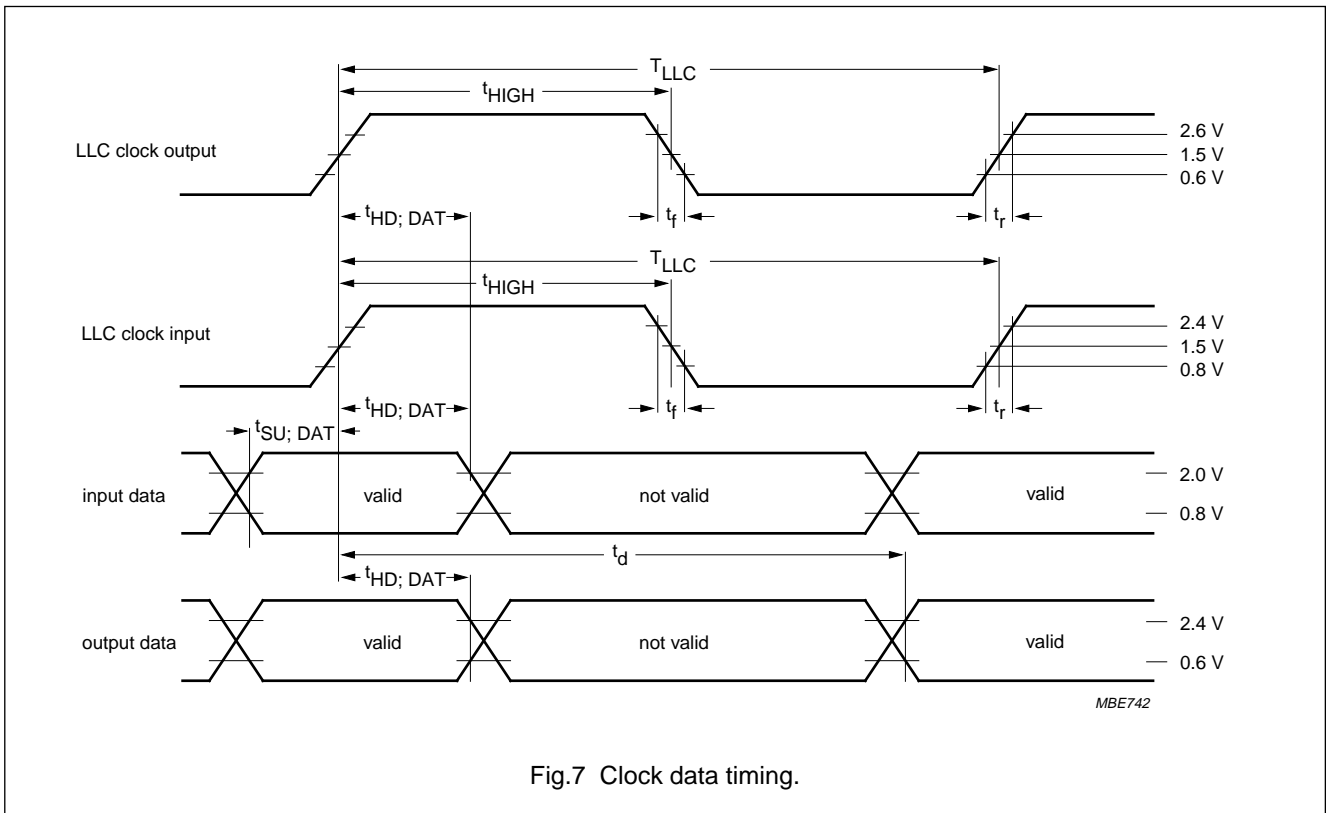 T_LLC
t_HIGH
2.6 V
LLC clock output
1.5 V
0.6 V
t_HD; DAT
t_f
t_r
T_LLC
t_HIGH
2.4 V
LLC clock input
1.5 V
0.8 V
t_HD; DAT
t_f
t_r
t_SU; DAT
2.0 V
input data
valid
not valid
valid
0.8 V
t_d
t_HD; DAT
2.4 V
output data
valid
not valid
valid
0.6 V
MBE742
Fig.7 Clock data timing.